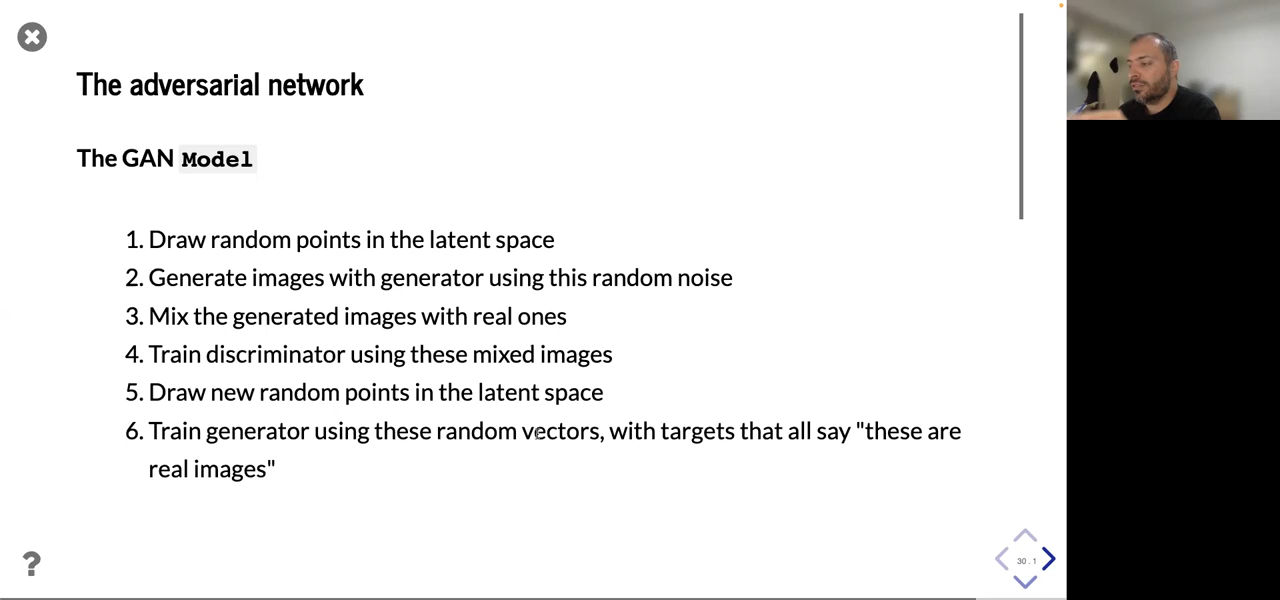 The adversarial network
The GAN Model
1. Draw random points in the latent space
2. Generate images with generator using this random noise
3. Mix the generated images with real ones
4. Train discriminator using these mixed images
5. Draw new random points in the latent space
6. Train generator using these random vectors, with targets that all say "these are
real images"
?
30 . 1